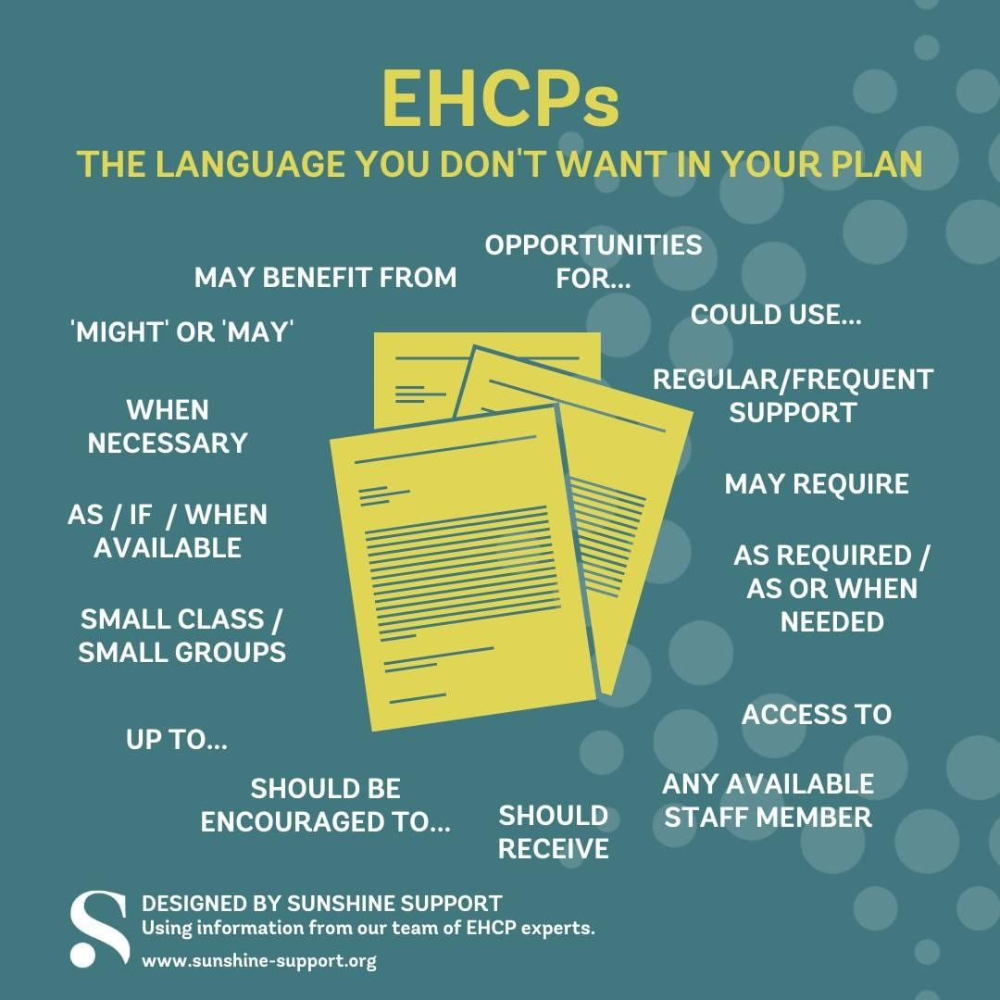 EHCPs
THE LANGUAGE YOU DON'T WANT IN YOUR PLAN
OPPORTUNITIES
FOR...
MAY BENEFIT FROM
COULD USE...
'MIGHT' OR 'MAY'
REGULAR/FREQUENT
SUPPORT
WHEN
NECESSARY
MAY REQUIRE
AS / IF / WHEN
AVAILABLE
AS REQUIRED /
AS OR WHEN
NEEDED
SMALL CLASS /
SMALL GROUPS
ACCESS TO
UP TO...
ANY AVAILABLE
STAFF MEMBER
SHOULD BE
ENCOURAGED TO...
SHOULD
RECEIVE
DESIGNED BY SUNSHINE SUPPORT
Using information from our team of EHCP experts.
www.sunshine-support.org